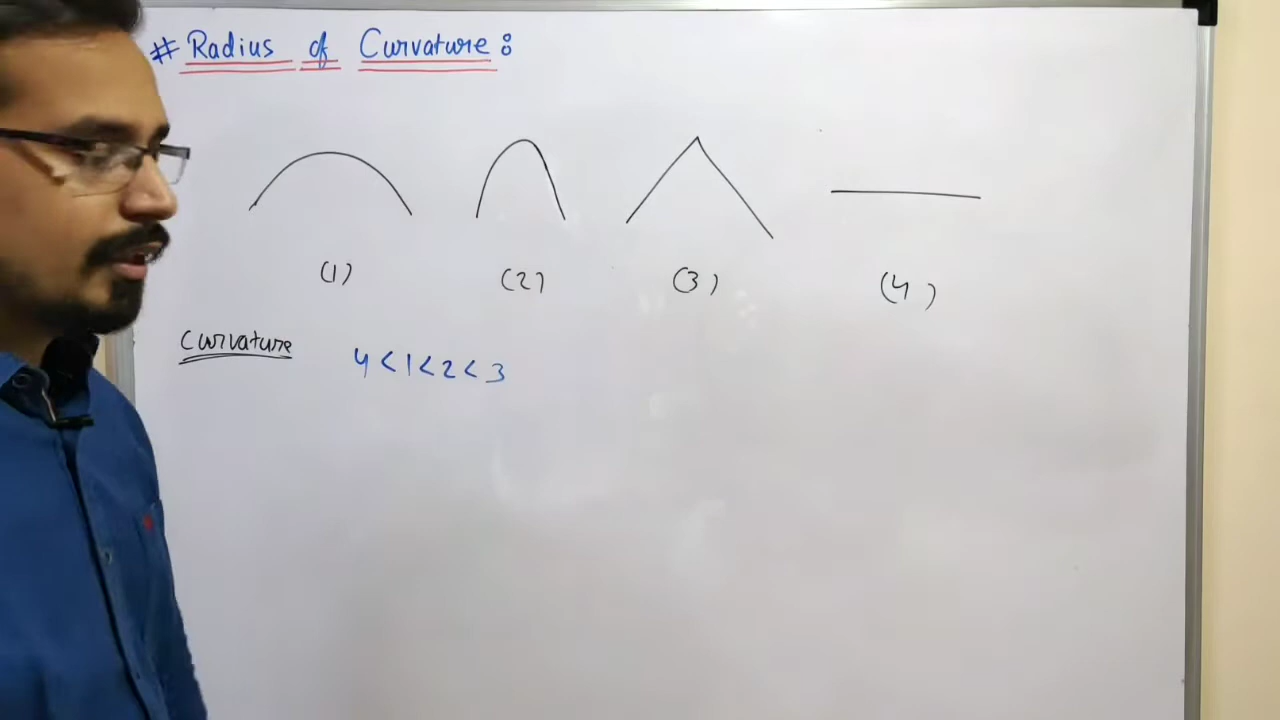 # Radius of Curvature :
(1) (2) (3) (4)
Curvature 4 < 1 < 2 < 3